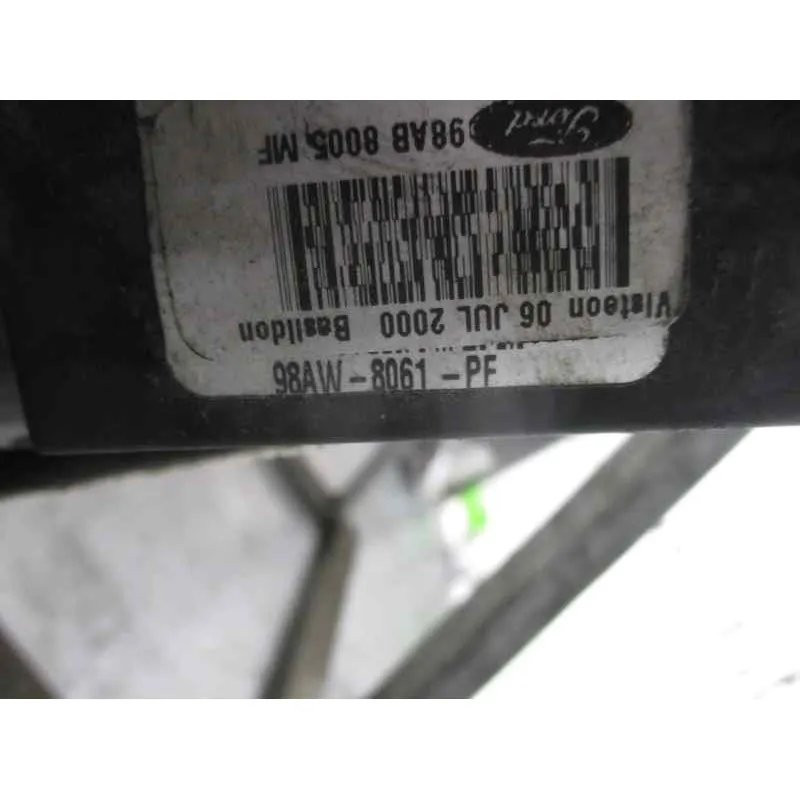 Ford
98AB 8005 MF
Visteon 06 JUL 2000 Basildon
98AW-8061-PF